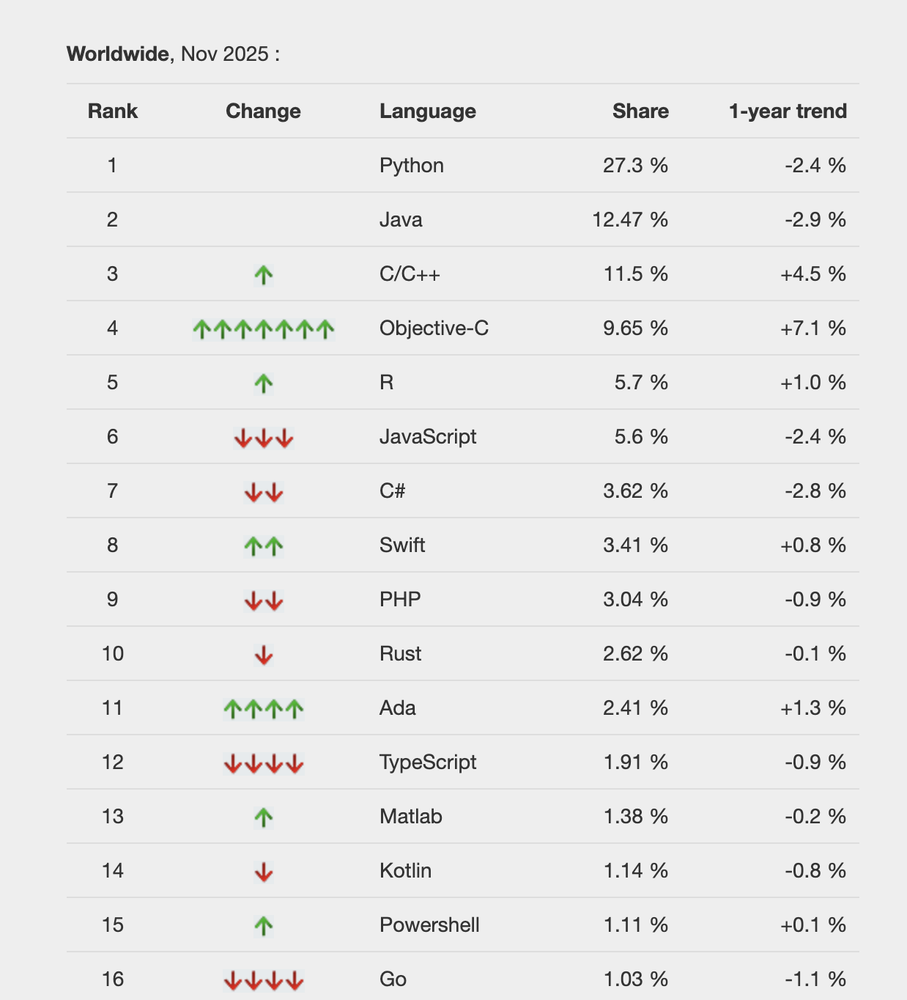 Worldwide, Nov 2025 :
Rank Change Language Share 1-year trend
1 Python 27.3 % -2.4 %
2 Java 12.47 % -2.9 %
3 ↑ C/C++ 11.5 % +4.5 %
4 ↑↑↑↑↑↑↑ Objective-C 9.65 % +7.1 %
5 ↑ R 5.7 % +1.0 %
6 ↓↓↓ JavaScript 5.6 % -2.4 %
7 ↓↓ C# 3.62 % -2.8 %
8 ↑↑ Swift 3.41 % +0.8 %
9 ↓↓ PHP 3.04 % -0.9 %
10 ↓ Rust 2.62 % -0.1 %
11 ↑↑↑↑ Ada 2.41 % +1.3 %
12 ↓↓↓↓ TypeScript 1.91 % -0.9 %
13 ↑ Matlab 1.38 % -0.2 %
14 ↓ Kotlin 1.14 % -0.8 %
15 ↑ Powershell 1.11 % +0.1 %
16 ↓↓↓↓ Go 1.03 % -1.1 %